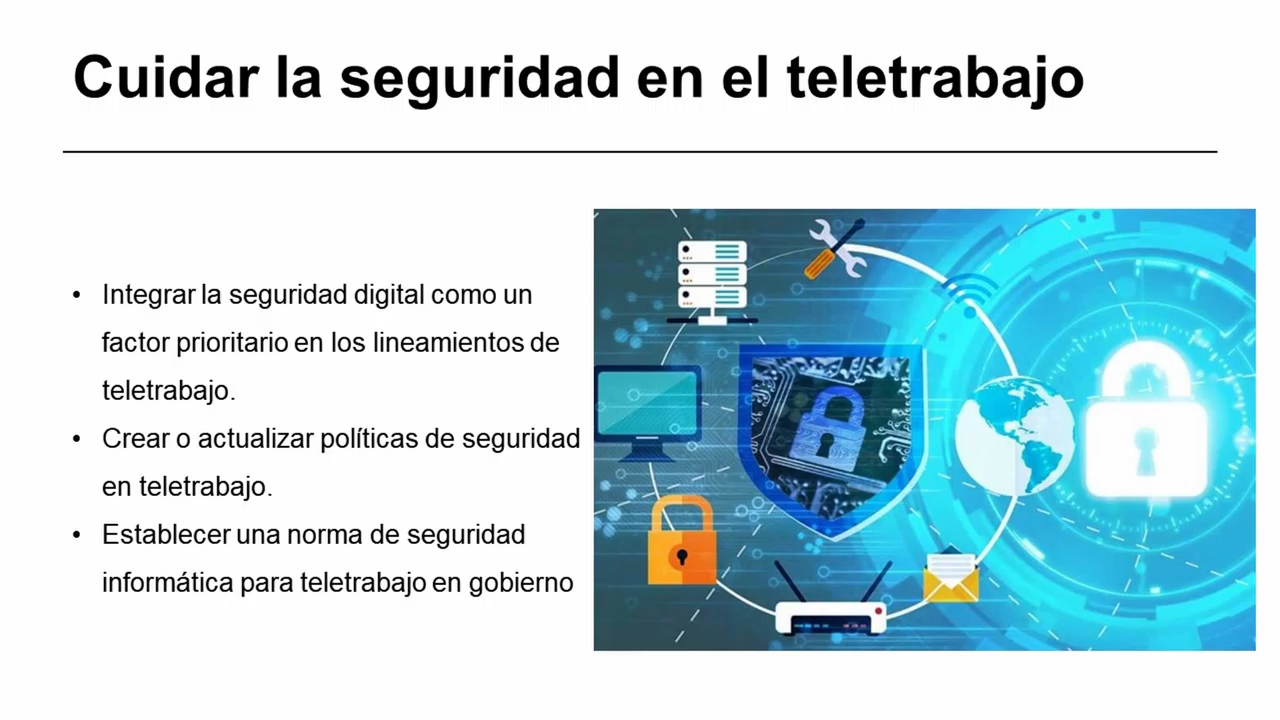 Cuidar la seguridad en el teletrabajo
• Integrar la seguridad digital como un
factor prioritario en los lineamientos de
teletrabajo.
• Crear o actualizar políticas de seguridad
en teletrabajo.
• Establecer una norma de seguridad
informática para teletrabajo en gobierno